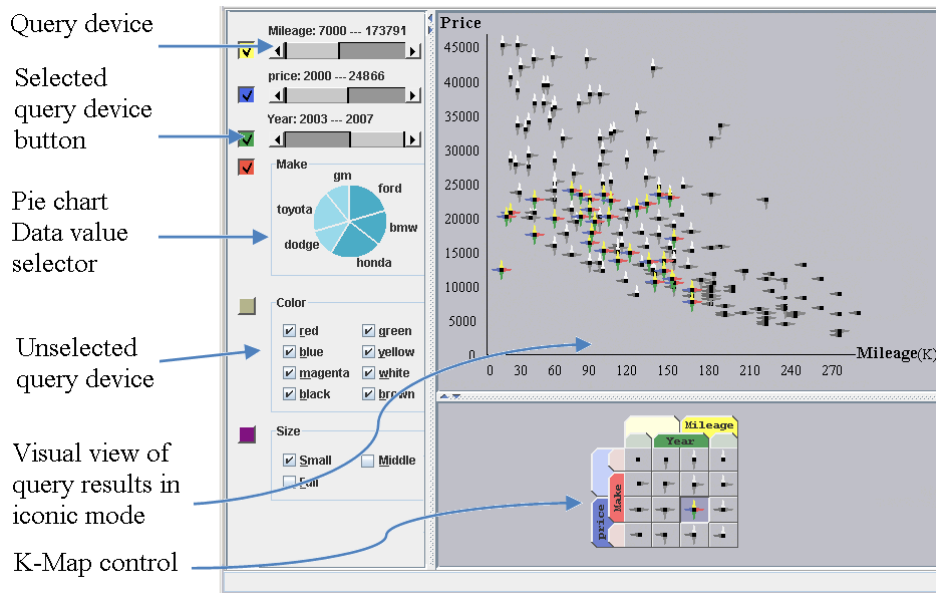 Query device
Selected
query device
button
Pie chart
Data value
selector
Unselected
query device
Visual view of
query results in
iconic mode
K-Map control
Mileage: 7000 --- 173791
price: 2000 --- 24866
Year: 2003 --- 2007
Make
gm
ford
toyota
bmw
dodge
honda
Color
red
green
blue
yellow
magenta
white
black
brown
Size
Small
Middle
Full
Price
45000
40000
35000
30000
25000
20000
15000
10000
5000
0
Mileage(K)
0 30 60 90 120 150 180 210 240 270
Mileage
Year
Make
price